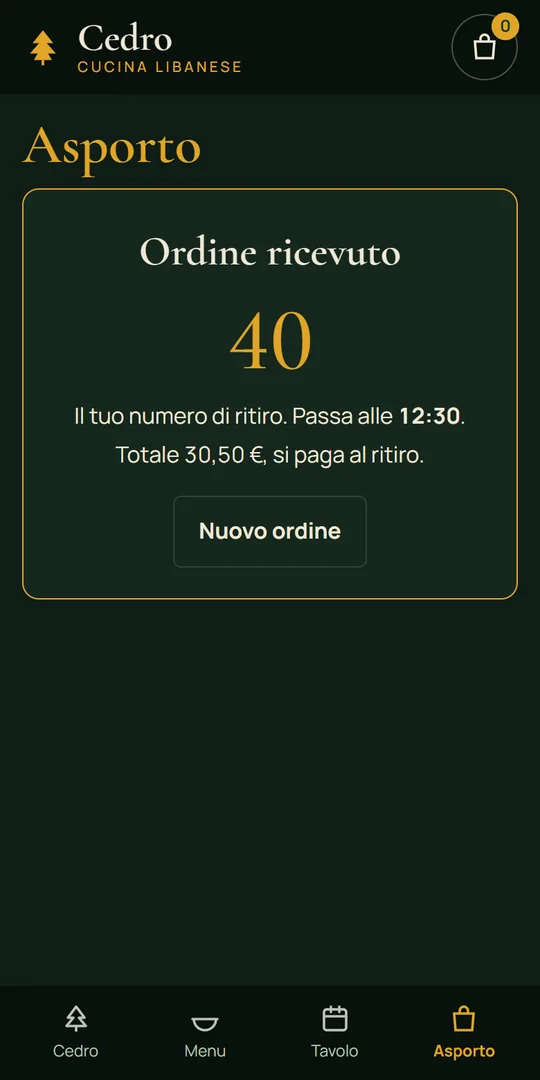 Cedro
CUCINA LIBANESE
0
Asporto
Ordine ricevuto
40
Il tuo numero di ritiro. Passa alle 12:30.
Totale 30,50 €, si paga al ritiro.
Nuovo ordine
Cedro
Menu
Tavolo
Asporto